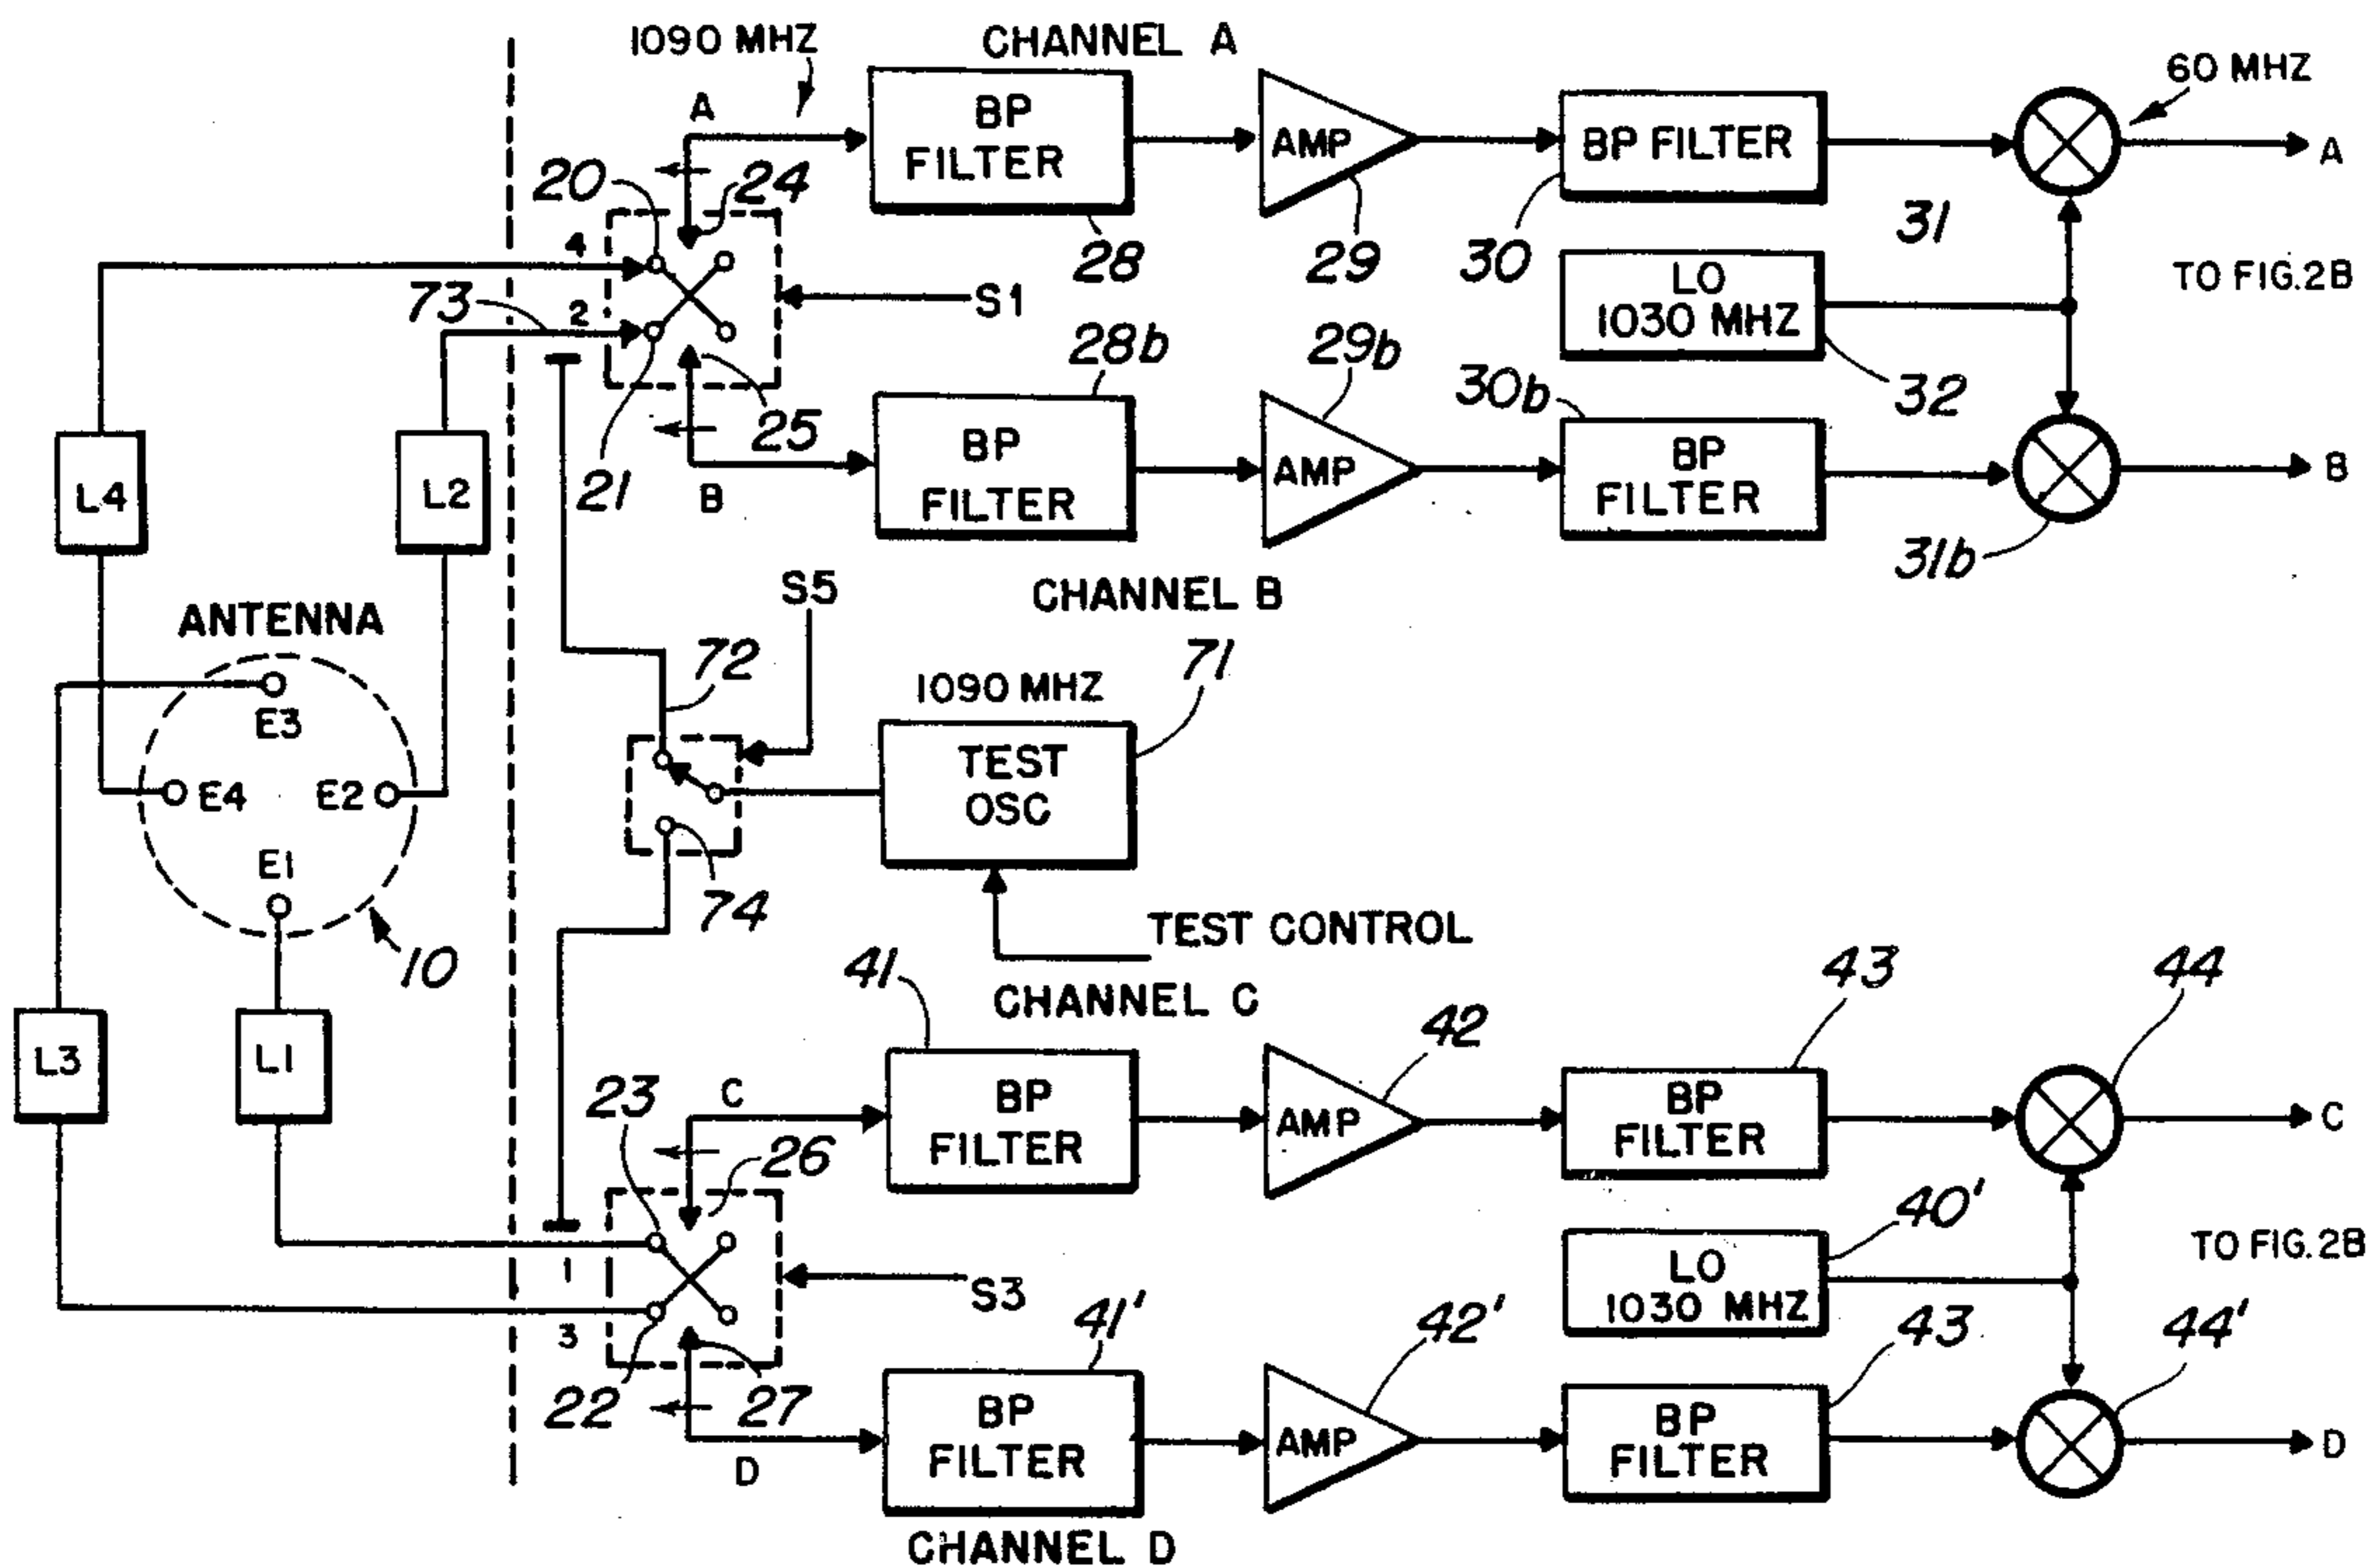 1090 MHZ
CHANNEL A
60 MHZ
A
BP
FILTER
AMP
BP FILTER
A
20
24
4
28
29
30
31
73
2
S1
LO
1030 MHZ
TO FIG.2B
28b
29b
30b
32
25
21
B
BP
FILTER
AMP
BP
FILTER
B
L4
L2
31b
S5
CHANNEL B
ANTENNA
72
1090 MHZ
71
E3
TEST
OSC
E4
E2
E1
74
10
TEST CONTROL
41
CHANNEL C
42
43
44
L3
L1
23
C
BP
FILTER
AMP
BP
FILTER
C
26
40'
1
S3
LO
1030 MHZ
TO FIG.2B
3
41'
42'
43
44'
22
27
D
BP
FILTER
AMP
BP
FILTER
D
CHANNEL D